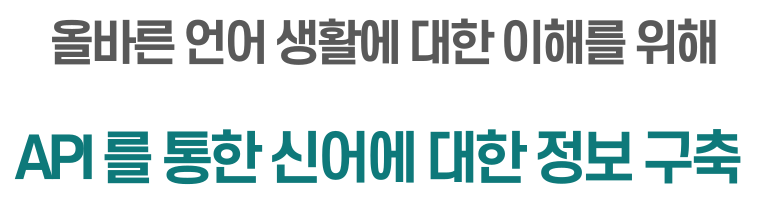 올바른 언어 생활에 대한 이해를 위해
API 를 통한 신어에 대한 정보 구축